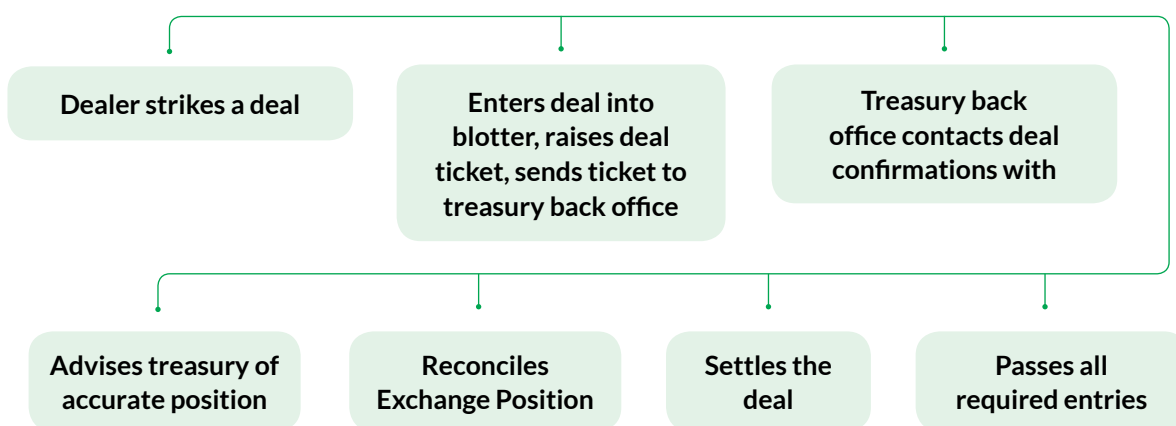 Dealer strikes a deal
Enters deal into
blotter, raises deal
ticket, sends ticket to
treasury back office
Treasury back
office contacts deal
confirmations with
Advises treasury of
accurate position
Reconciles
Exchange Position
Settles the
deal
Passes all
required entries